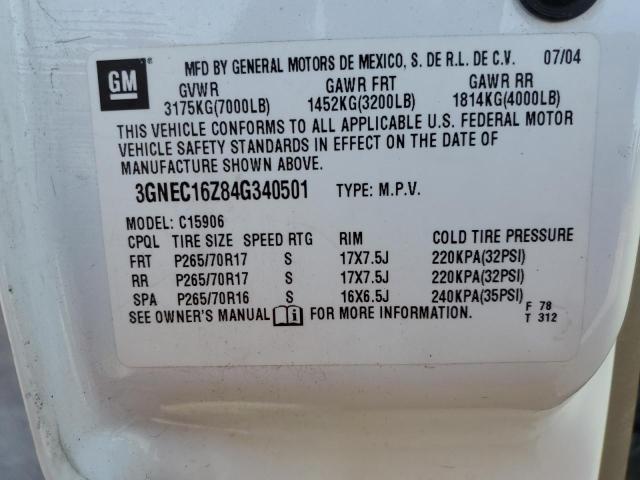 GM ® MFD BY GENERAL MOTORS DE MEXICO, S. DE R.L. DE C.V. 07/04
GVWR GAWR FRT GAWR RR
3175KG(7000LB) 1452KG(3200LB) 1814KG(4000LB)
THIS VEHICLE CONFORMS TO ALL APPLICABLE U.S. FEDERAL MOTOR
VEHICLE SAFETY STANDARDS IN EFFECT ON THE DATE OF
MANUFACTURE SHOWN ABOVE.
3GNEC16Z84G340501 TYPE: M.P.V.
MODEL: C15906
CPQL TIRE SIZE SPEED RTG RIM COLD TIRE PRESSURE
FRT P265/70R17 S 17X7.5J 220KPA(32PSI)
RR P265/70R17 S 17X7.5J 220KPA(32PSI)
SPA P265/70R16 S 16X6.5J 240KPA(35PSI)
SEE OWNER'S MANUAL FOR MORE INFORMATION.
F 78
T 312